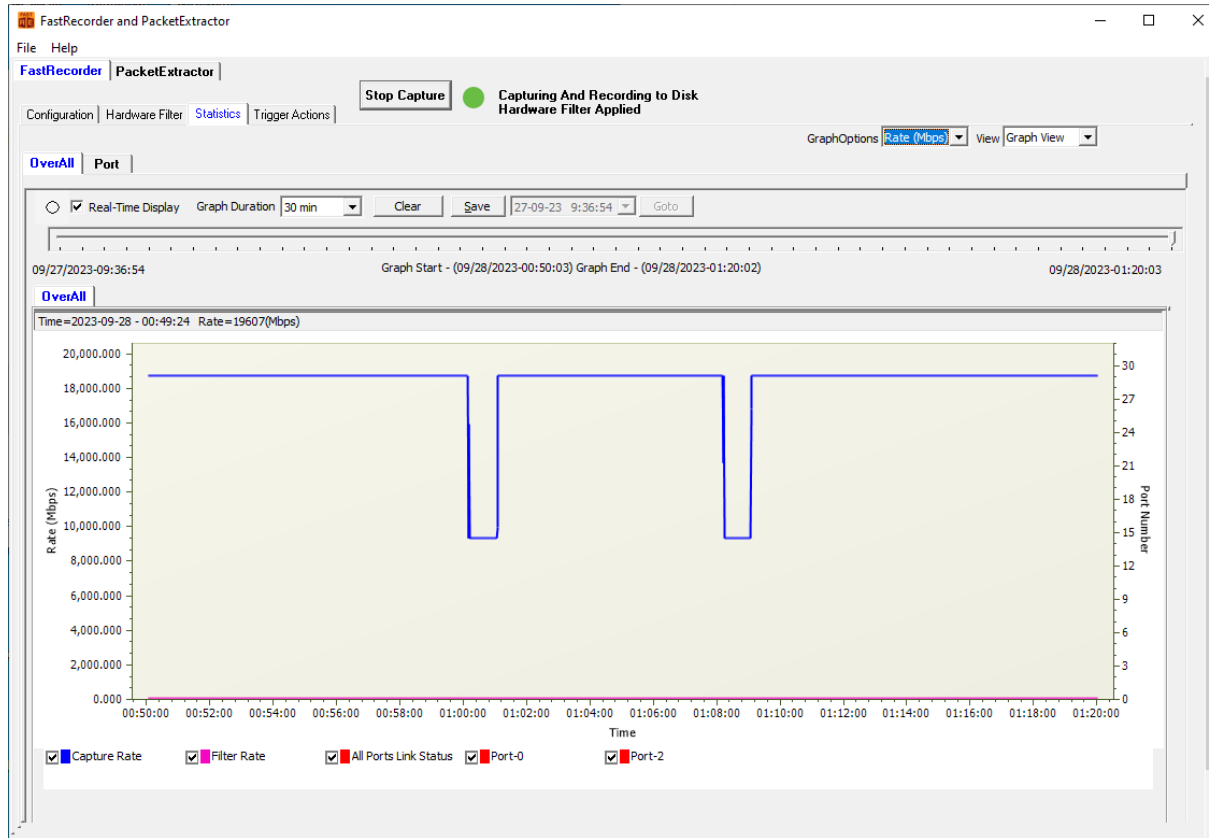 FastRecorder and PacketExtractor
File Help
FastRecorder PacketExtractor
Stop Capture Capturing And Recording to Disk
Hardware Filter Applied
Configuration Hardware Filter Statistics Trigger Actions
GraphOptions Rate (Mbps) View Graph View
OverAll Port
Real-Time Display Graph Duration 30 min Clear Save 27-09-23 9:36:54 Goto
09/27/2023-09:36:54 Graph Start - (09/28/2023-00:50:03) Graph End - (09/28/2023-01:20:02) 09/28/2023-01:20:03
OverAll
Time=2023-09-28 - 00:49:24 Rate=19607(Mbps)
20,000.000
18,000.000
16,000.000
14,000.000
12,000.000
10,000.000
8,000.000
6,000.000
4,000.000
2,000.000
0.000
Rate (Mbps)
30
27
24
21
18
15
12
9
6
3
0
Port Number
00:50:00 00:52:00 00:54:00 00:56:00 00:58:00 01:00:00 01:02:00 01:04:00 01:06:00 01:08:00 01:10:00 01:12:00 01:14:00 01:16:00 01:18:00 01:20:00
Time
Capture Rate Filter Rate All Ports Link Status Port-0 Port-2